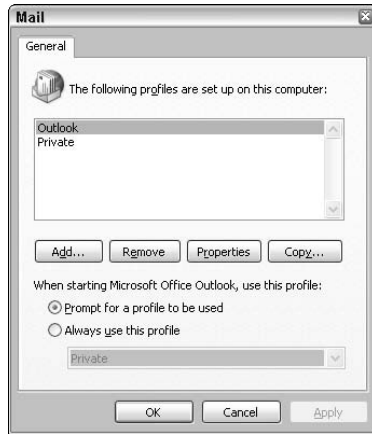 Mail
General
The following profiles are set up on this computer:
Outlook
Private
Add...
Remove
Properties
Copy...
When starting Microsoft Office Outlook, use this profile:
Prompt for a profile to be used
Always use this profile
Private
OK
Cancel
Apply